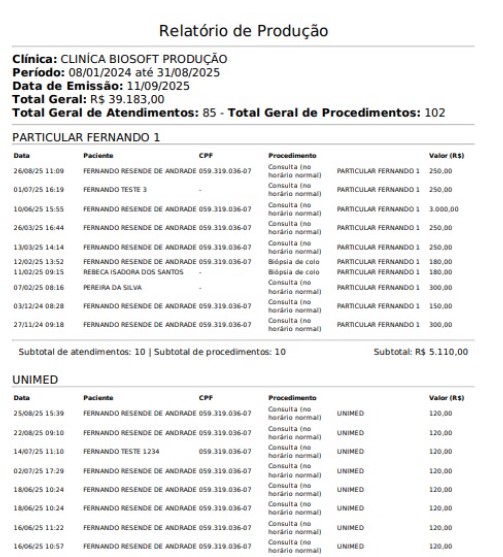 Relatório de Produção
Clínica: CLINÍCA BIOSOFT PRODUÇÃO
Período: 08/01/2024 até 31/08/2025
Data de Emissão: 11/09/2025
Total Geral: R$ 39.183,00
Total Geral de Atendimentos: 85 - Total Geral de Procedimentos: 102
PARTICULAR FERNANDO 1
Data Paciente CPF Procedimento Valor (R$)
26/08/25 11:09 FERNANDO RESENDE DE ANDRADE 059.319.036-07 Consulta (no horário normal) PARTICULAR FERNANDO 1 250,00
01/07/25 16:19 FERNANDO TESTE 3 - Consulta (no horário normal) PARTICULAR FERNANDO 1 250,00
10/06/25 15:55 FERNANDO RESENDE DE ANDRADE 059.319.036-07 Consulta (no horário normal) PARTICULAR FERNANDO 1 3.000,00
26/03/25 16:44 FERNANDO RESENDE DE ANDRADE 059.319.036-07 Consulta (no horário normal) PARTICULAR FERNANDO 1 250,00
13/03/25 14:14 FERNANDO RESENDE DE ANDRADE 059.319.036-07 Consulta (no horário normal) PARTICULAR FERNANDO 1 250,00
12/02/25 13:52 FERNANDO RESENDE DE ANDRADE 059.319.036-07 Biópsia de colo PARTICULAR FERNANDO 1 180,00
11/02/25 09:15 REBECA ISADORA DOS SANTOS - Biópsia de colo PARTICULAR FERNANDO 1 180,00
07/02/25 08:16 PEREIRA DA SILVA - Consulta (no horário normal) PARTICULAR FERNANDO 1 300,00
03/12/24 08:28 FERNANDO RESENDE DE ANDRADE 059.319.036-07 Consulta (no horário normal) PARTICULAR FERNANDO 1 150,00
27/11/24 09:18 FERNANDO RESENDE DE ANDRADE 059.319.036-07 Consulta (no horário normal) PARTICULAR FERNANDO 1 300,00
Subtotal de atendimentos: 10 | Subtotal de procedimentos: 10 Subtotal: R$ 5.110,00
UNIMED
Data Paciente CPF Procedimento Valor (R$)
25/08/25 15:39 FERNANDO RESENDE DE ANDRADE 059.319.036-07 Consulta (no horário normal) UNIMED 120,00
22/08/25 09:10 FERNANDO RESENDE DE ANDRADE 059.319.036-07 Consulta (no horário normal) UNIMED 120,00
14/07/25 11:10 FERNANDO TESTE 1234 059.319.036-07 Consulta (no horário normal) UNIMED 120,00
02/07/25 17:29 FERNANDO RESENDE DE ANDRADE 059.319.036-07 Consulta (no horário normal) UNIMED 120,00
18/06/25 10:24 FERNANDO RESENDE DE ANDRADE 059.319.036-07 Consulta (no horário normal) UNIMED 120,00
18/06/25 10:24 FERNANDO RESENDE DE ANDRADE 059.319.036-07 Consulta (no horário normal) UNIMED 120,00
16/06/25 11:22 FERNANDO RESENDE DE ANDRADE 059.319.036-07 Consulta (no horário normal) UNIMED 120,00
16/06/25 10:57 FERNANDO RESENDE DE ANDRADE 059.319.036-07 Consulta (no horário normal) UNIMED 120,00